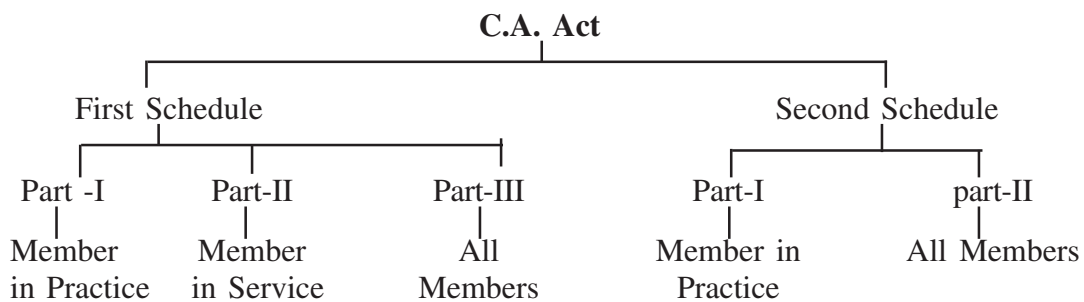 C.A. Act
First Schedule Second Schedule
Part -I Part-II Part-III Part-I part-II
Member Member All Member in All Members
in Practice in Service Members Practice